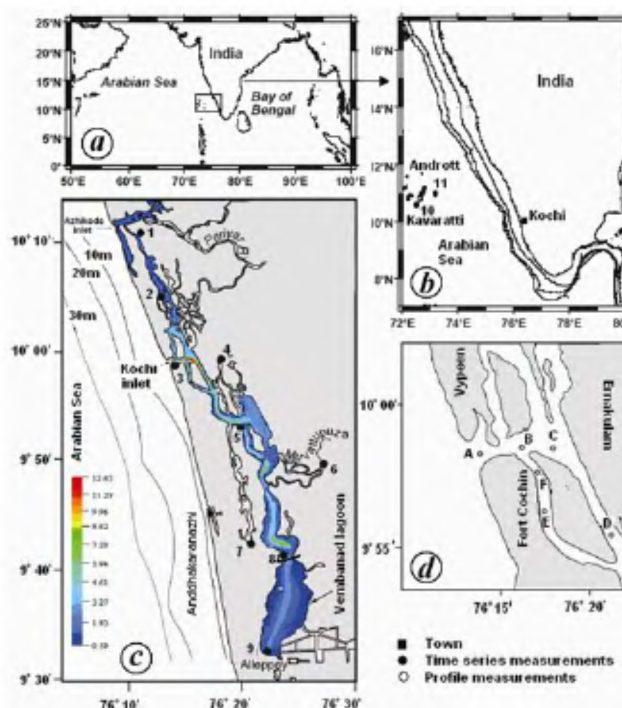 25°N
20°N
15°N
10°N
5°N
0°
50°E
60°E
70°E
80°E
90°E
100°E
India
Arabian Sea
Bay of
Bengal
a
16°N
14°N
12°N
10°N
8°N
72°E
74°E
76°E
78°E
80
India
Andrott
11
10
Kavaratti
Arabian
Sea
Kochi
b
10° 10'
10° 00'
9° 50'
9° 40'
9° 30'
76° 10'
76° 20'
76° 30'
Azhikode
inlet
1
Periyar
10m
20m
30m
2
Kochi
inlet
3
4
5
6
7
8
9
Arabian Sea
Anddhakaranazhi
Vembanad lagoon
Alleppey
c
10° 00'
9° 55'
76° 15'
76° 20'
Vypeen
Ernakulam
Fort Cochin
A
B
C
D
E
F
d
Town
Time series measurements
Profile measurements